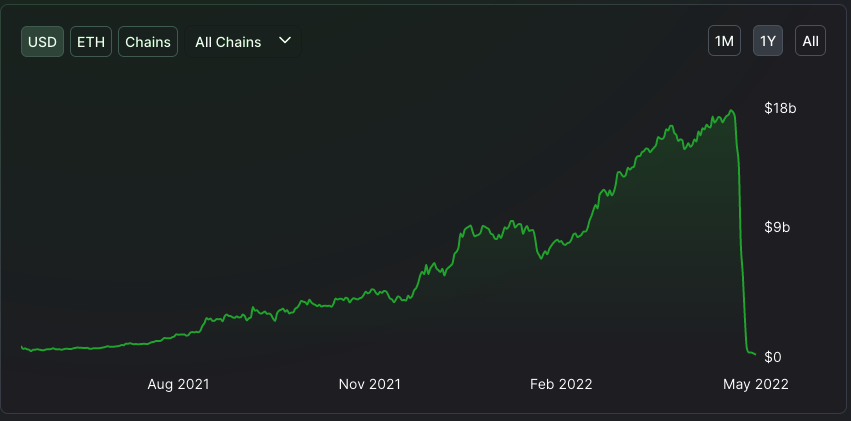 USD ETH Chains All Chains 1M 1Y All
$18b
$9b
$0
Aug 2021 Nov 2021 Feb 2022 May 2022